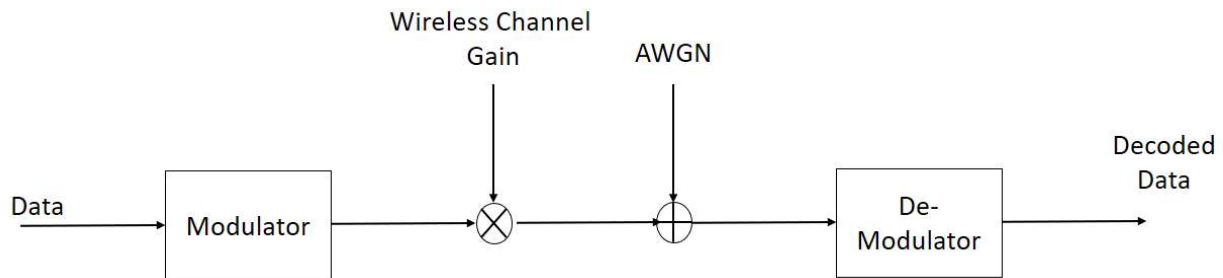 Wireless Channel
Gain
AWGN
Data
Modulator
De-
Modulator
Decoded
Data